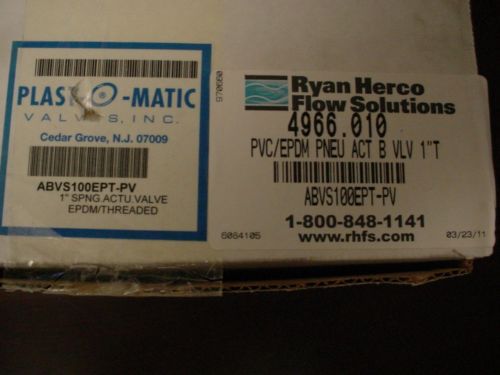 PLAST-O-MATIC
VALVES, INC.
Cedar Grove, N.J. 07009
ABVS100EPT-PV
1" SPNG.ACTU.VALVE
EPDM/THREADED
970660
Ryan Herco
Flow Solutions
4966.010
PVC/EPDM PNEU ACT B VLV 1"T
ABVS100EPT-PV
1-800-848-1141
6064105
www.rhfs.com
03/23/11